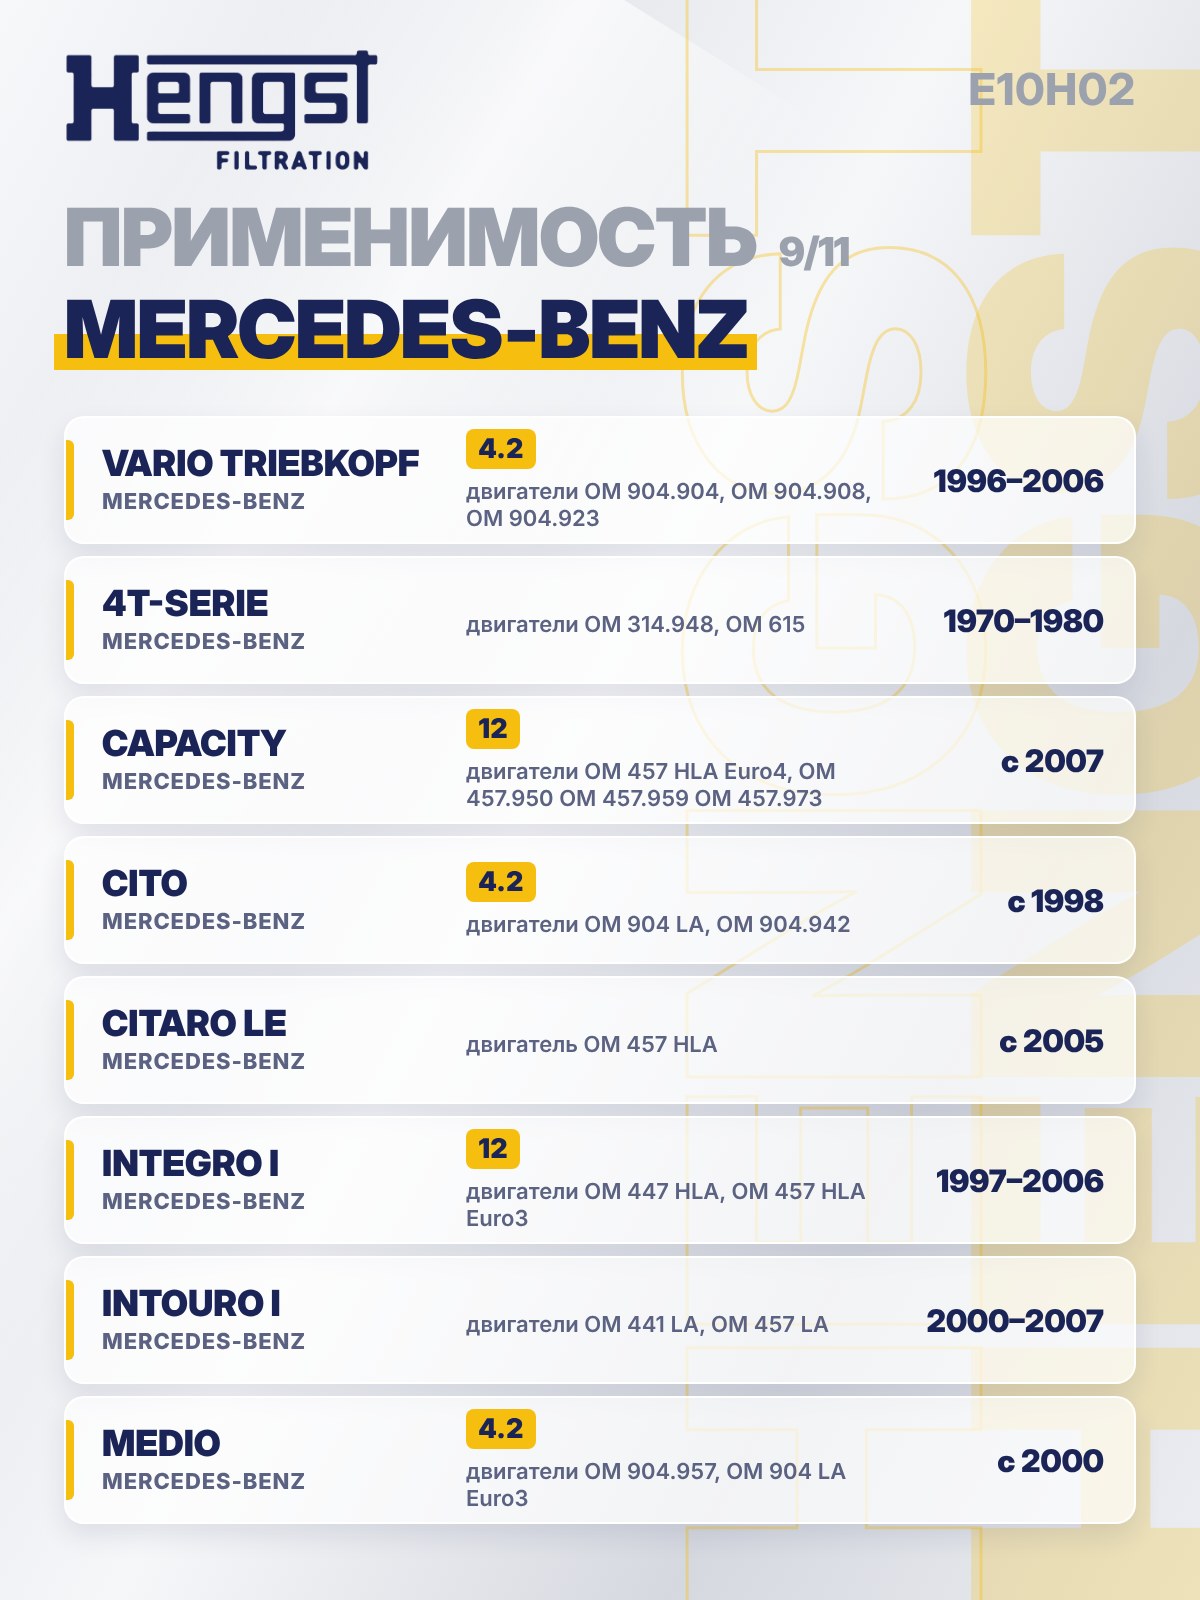 Hengst
FILTRATION
E10H02
ПРИМЕНИМОСТЬ 9/11
MERCEDES-BENZ
VARIO TRIEBKOPF
MERCEDES-BENZ
4.2
двигатели OM 904.904, OM 904.908,
OM 904.923
1996–2006
4T-SERIE
MERCEDES-BENZ
двигатели OM 314.948, OM 615
1970–1980
CAPACITY
MERCEDES-BENZ
12
двигатели OM 457 HLA Euro4, OM
457.950 OM 457.959 OM 457.973
с 2007
CITO
MERCEDES-BENZ
4.2
двигатели OM 904 LA, OM 904.942
с 1998
CITARO LE
MERCEDES-BENZ
двигатель OM 457 HLA
с 2005
INTEGRO I
MERCEDES-BENZ
12
двигатели OM 447 HLA, OM 457 HLA
Euro3
1997–2006
INTOURO I
MERCEDES-BENZ
двигатели OM 441 LA, OM 457 LA
2000–2007
MEDIO
MERCEDES-BENZ
4.2
двигатели OM 904.957, OM 904 LA
Euro3
с 2000
HENGST
HENGST